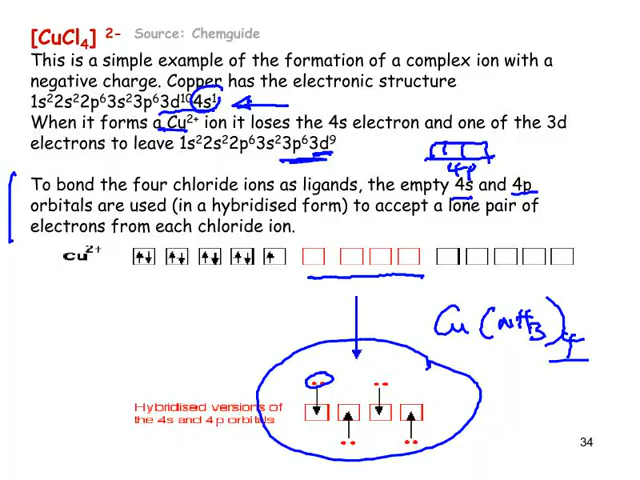 [CuCl₄] ²⁻ Source: Chemguide
This is a simple example of the formation of a complex ion with a
negative charge. Copper has the electronic structure
1s²2s²2p⁶3s²3p⁶3d¹⁰4s¹
When it forms a Cu²⁺ ion it loses the 4s electron and one of the 3d
electrons to leave 1s²2s²2p⁶3s²3p⁶3d⁹
4p
To bond the four chloride ions as ligands, the empty 4s and 4p
orbitals are used (in a hybridised form) to accept a lone pair of
electrons from each chloride ion.
Cu²⁺
Cu(NH₃)₄
Hybridised versions of
the 4s and 4p orbitals
34